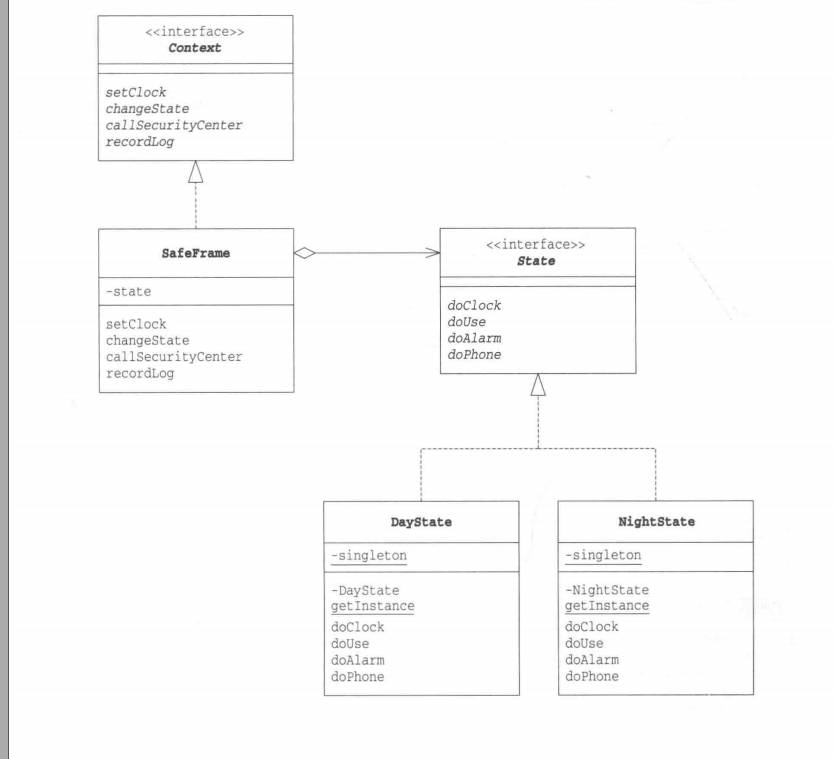 <<interface>>
Context
setClock
changeState
callSecurityCenter
recordLog
SafeFrame
-state
setClock
changeState
callSecurityCenter
recordLog
<<interface>>
State
doClock
doUse
doAlarm
doPhone
DayState
-singleton
-DayState
getInstance
doClock
doUse
doAlarm
doPhone
NightState
-singleton
-NightState
getInstance
doClock
doUse
doAlarm
doPhone